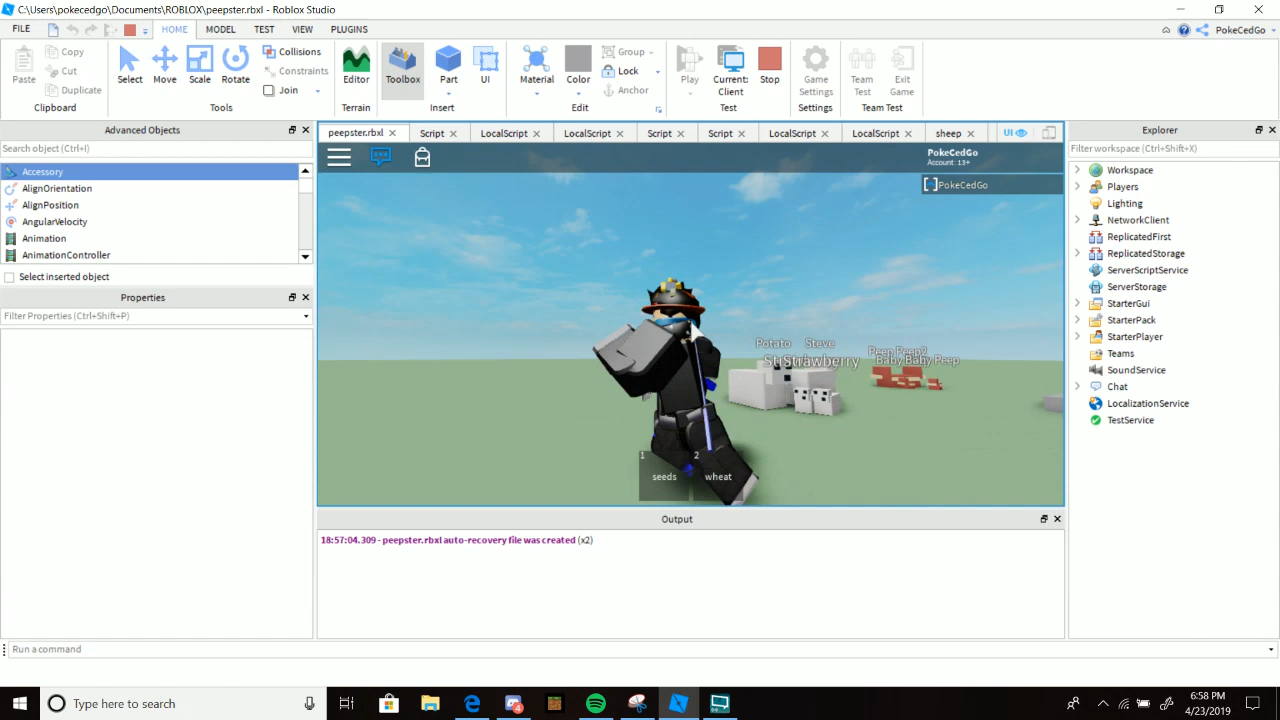 C:\Users\pokecedgo\Documents\ROBLOX\peepster.rbxl - Roblox Studio
FILE HOME MODEL TEST VIEW PLUGINS PokeCedGo
Paste Copy Cut Duplicate Select Move Scale Rotate Collisions Constraints Join Editor Toolbox Part UI Material Color Group Lock Anchor Play Current: Client Stop Game Settings Team Test Exit Game
Clipboard Tools Terrain Insert Edit Test Settings Team Test
Advanced Objects
Search object (Ctrl+I)
Accessory
AlignOrientation
AlignPosition
AngularVelocity
Animation
AnimationController
Select inserted object
Properties
Filter Properties (Ctrl+Shift+P)
peepster.rbxl Script LocalScript LocalScript Script Script LocalScript LocalScript sheep UI
PokeCedGo
Account: 13+
PokeCedGo
Potato Steve
Strawberry
Peep Peep2
Baby Baby Peep
1 seeds 2 wheat
Output
18:57:04.309 - peepster.rbxl auto-recovery file was created (x2)
Explorer
Filter workspace (Ctrl+Shift+X)
Workspace
Players
Lighting
NetworkClient
ReplicatedFirst
ReplicatedStorage
ServerScriptService
ServerStorage
StarterGui
StarterPack
StarterPlayer
Teams
SoundService
Chat
LocalizationService
TestService
Run a command
Type here to search
4
6:58 PM
4/23/2019